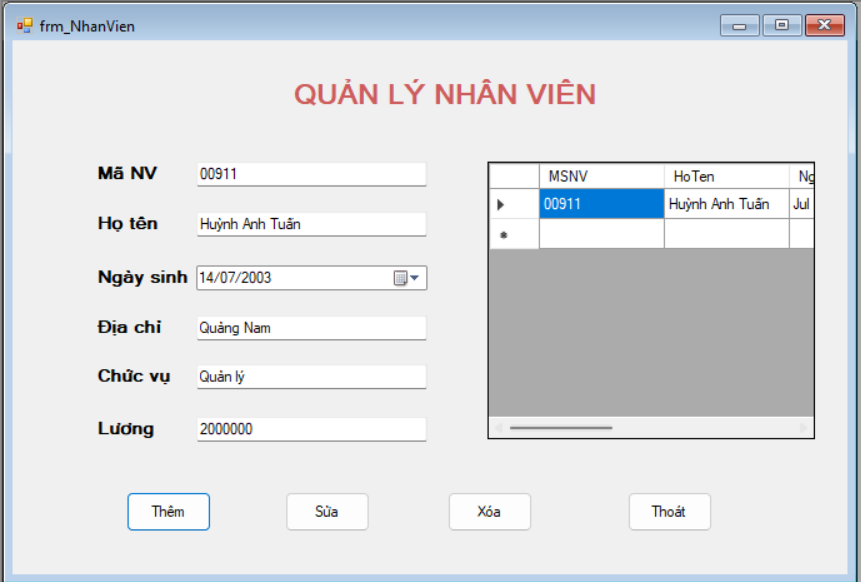 frm_NhanVien
QUẢN LÝ NHÂN VIÊN
Mã NV 00911
Họ tên Huỳnh Anh Tuấn
Ngày sinh 14/07/2003
Địa chỉ Quảng Nam
Chức vụ Quản lý
Lương 2000000
MSNV HoTen Ng
00911 Huỳnh Anh Tuấn Jul
Thêm Sửa Xóa Thoát